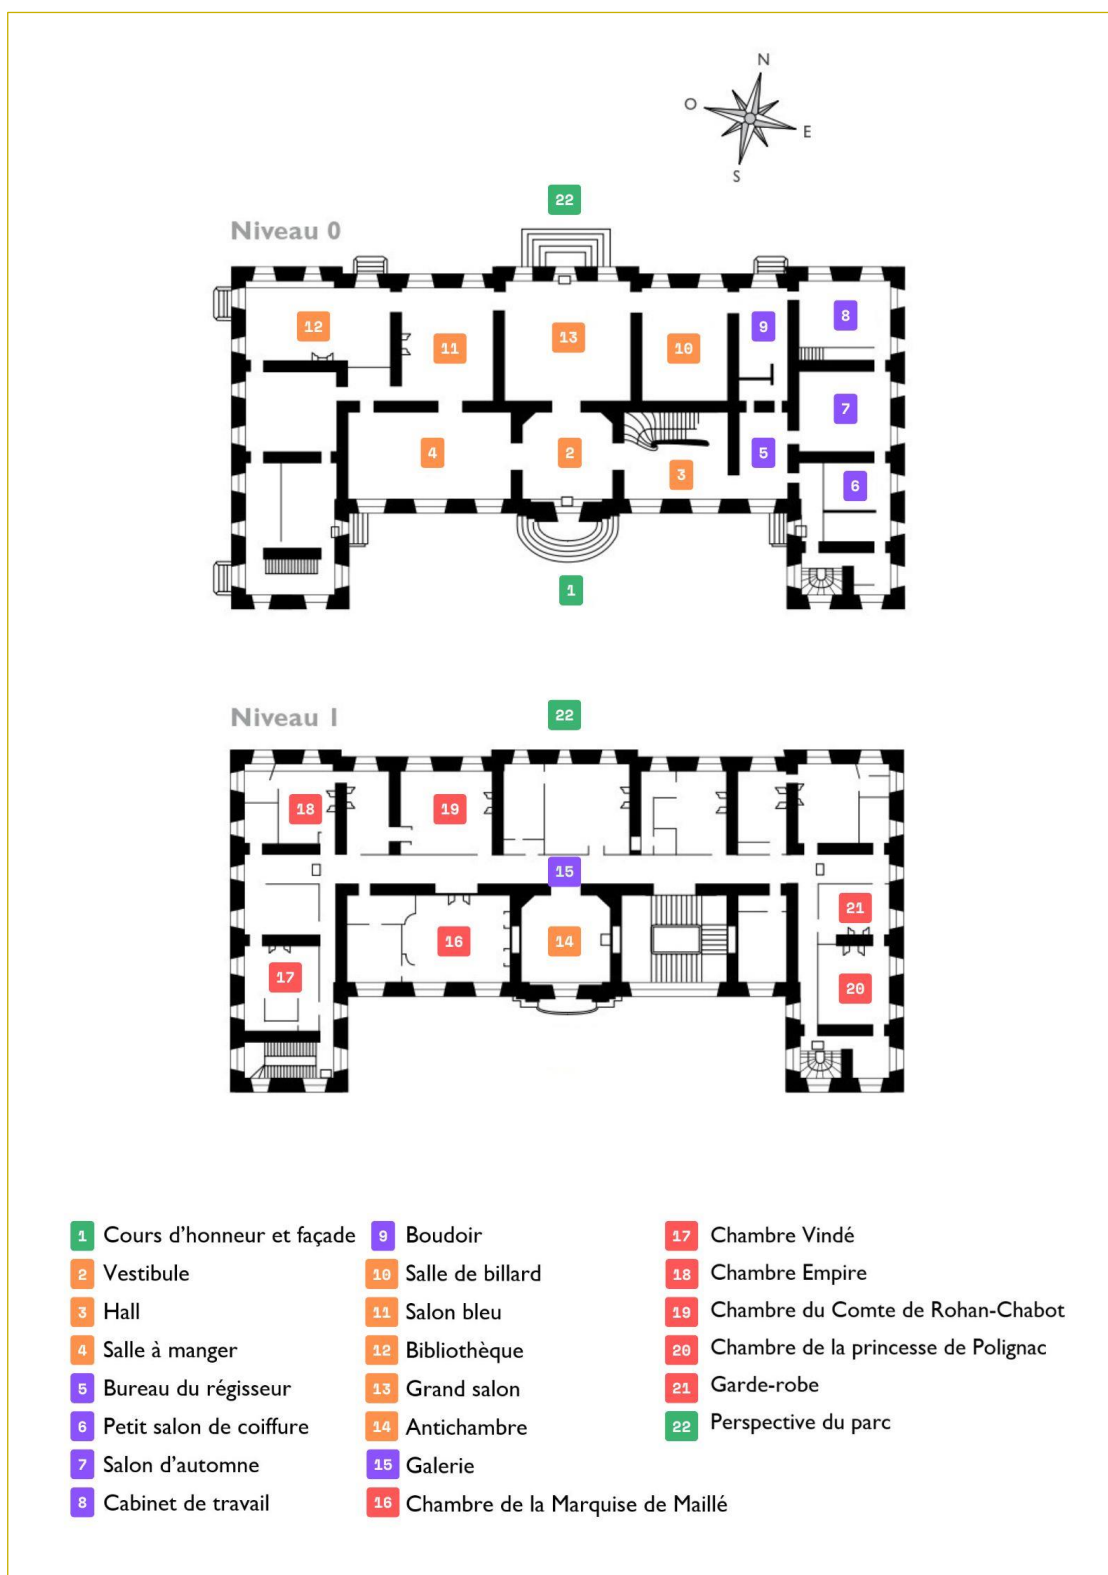 N
O
E
S
22
Niveau 0
12
11
13
10
9
8
7
4
2
3
5
6
1
22
Niveau 1
18
19
15
21
16
14
17
20
1 Cours d'honneur et façade
2 Vestibule
3 Hall
4 Salle à manger
5 Bureau du régisseur
6 Petit salon de coiffure
7 Salon d'automne
8 Cabinet de travail
9 Boudoir
10 Salle de billard
11 Salon bleu
12 Bibliothèque
13 Grand salon
14 Antichambre
15 Galerie
16 Chambre de la Marquise de Maillé
17 Chambre Vindé
18 Chambre Empire
19 Chambre du Comte de Rohan-Chabot
20 Chambre de la princesse de Polignac
21 Garde-robe
22 Perspective du parc